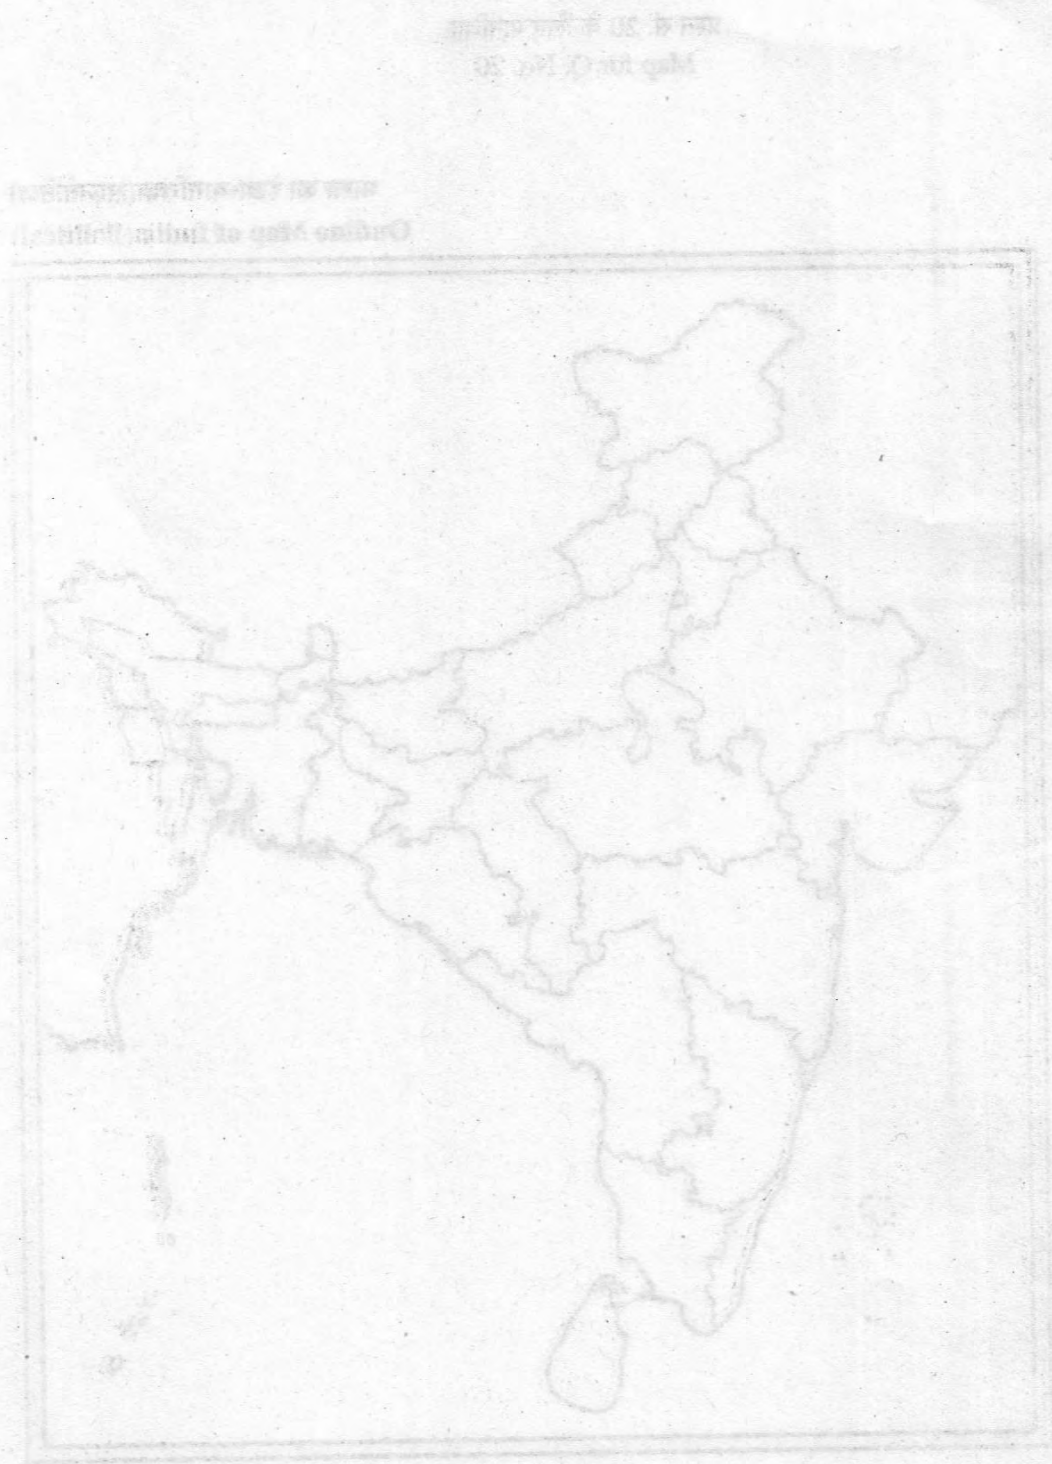 प्रश्न सं. 20 के लिए मानचित्र
Map for Q. No. 20
भारत का रेखा-मानचित्र (राजनीतिक)
Outline Map of India (Political)